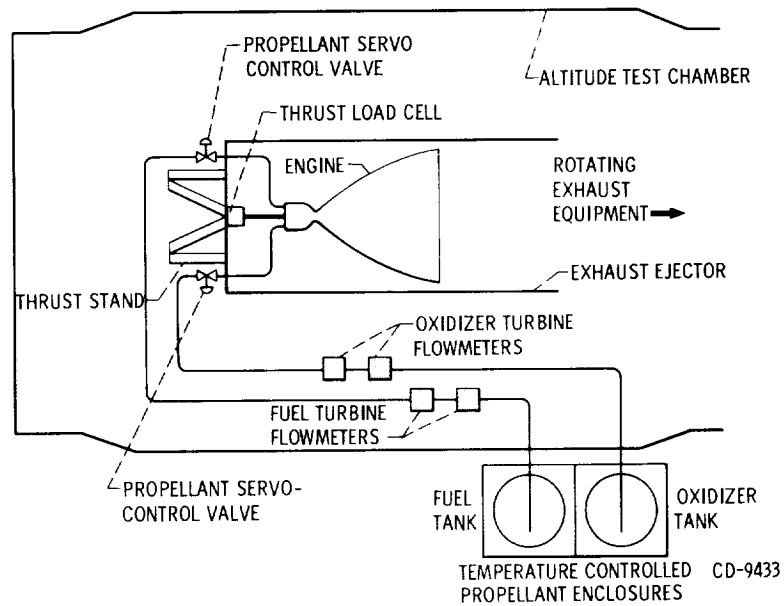 PROPELLANT SERVO
CONTROL VALVE
ALTITUDE TEST CHAMBER
THRUST LOAD CELL
ENGINE
ROTATING
EXHAUST
EQUIPMENT
EXHAUST EJECTOR
THRUST STAND
OXIDIZER TURBINE
FLOWMETERS
FUEL TURBINE
FLOWMETERS
PROPELLANT SERVO-
CONTROL VALVE
FUEL
TANK
OXIDIZER
TANK
TEMPERATURE CONTROLLED
PROPELLANT ENCLOSURES
CD-9433